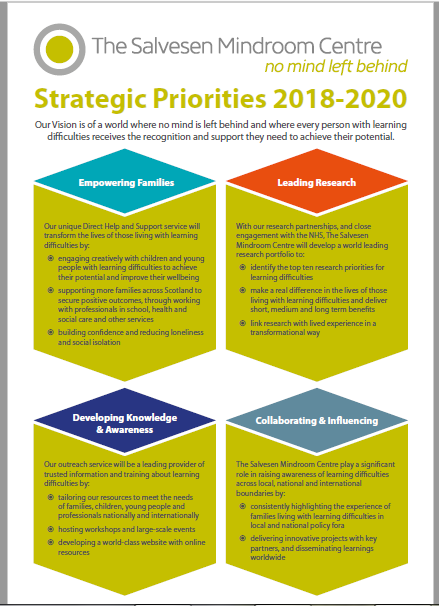 The Salvesen Mindroom Centre
no mind left behind
Strategic Priorities 2018-2020
Our Vision is of a world where no mind is left behind and where every person with learning
difficulties receives the recognition and support they need to achieve their potential.
Empowering Families
Our unique Direct Help and Support service will
transform the lives of those living with learning
difficulties by:
engaging creatively with children and young
people with learning difficulties to achieve
their potential and improve their wellbeing
supporting more families across Scotland to
secure positive outcomes, through working
with professionals in school, health and
social care and other services
building confidence and reducing loneliness
and social isolation
Leading Research
With our research partnerships, and close
engagement with the NHS, The Salvesen
Mindroom Centre will develop a world leading
research portfolio to:
identify the top ten research priorities for
learning difficulties
make a real difference in the lives of those
living with learning difficulties and deliver
short, medium and long term benefits
link research with lived experience in a
transformational way
Developing Knowledge
& Awareness
Our outreach service will be a leading provider of
trusted information and training about learning
difficulties by:
tailoring our resources to meet the needs
of families, children, young people and
professionals nationally and internationally
hosting workshops and large-scale events
developing a world-class website with online
resources
Collaborating & Influencing
The Salvesen Mindroom Centre play a significant
role in raising awareness of learning difficulties
across local, national and international
boundaries by:
consistently highlighting the experience of
families living with learning difficulties in
local and national policy fora
delivering innovative projects with key
partners, and disseminating learnings
worldwide